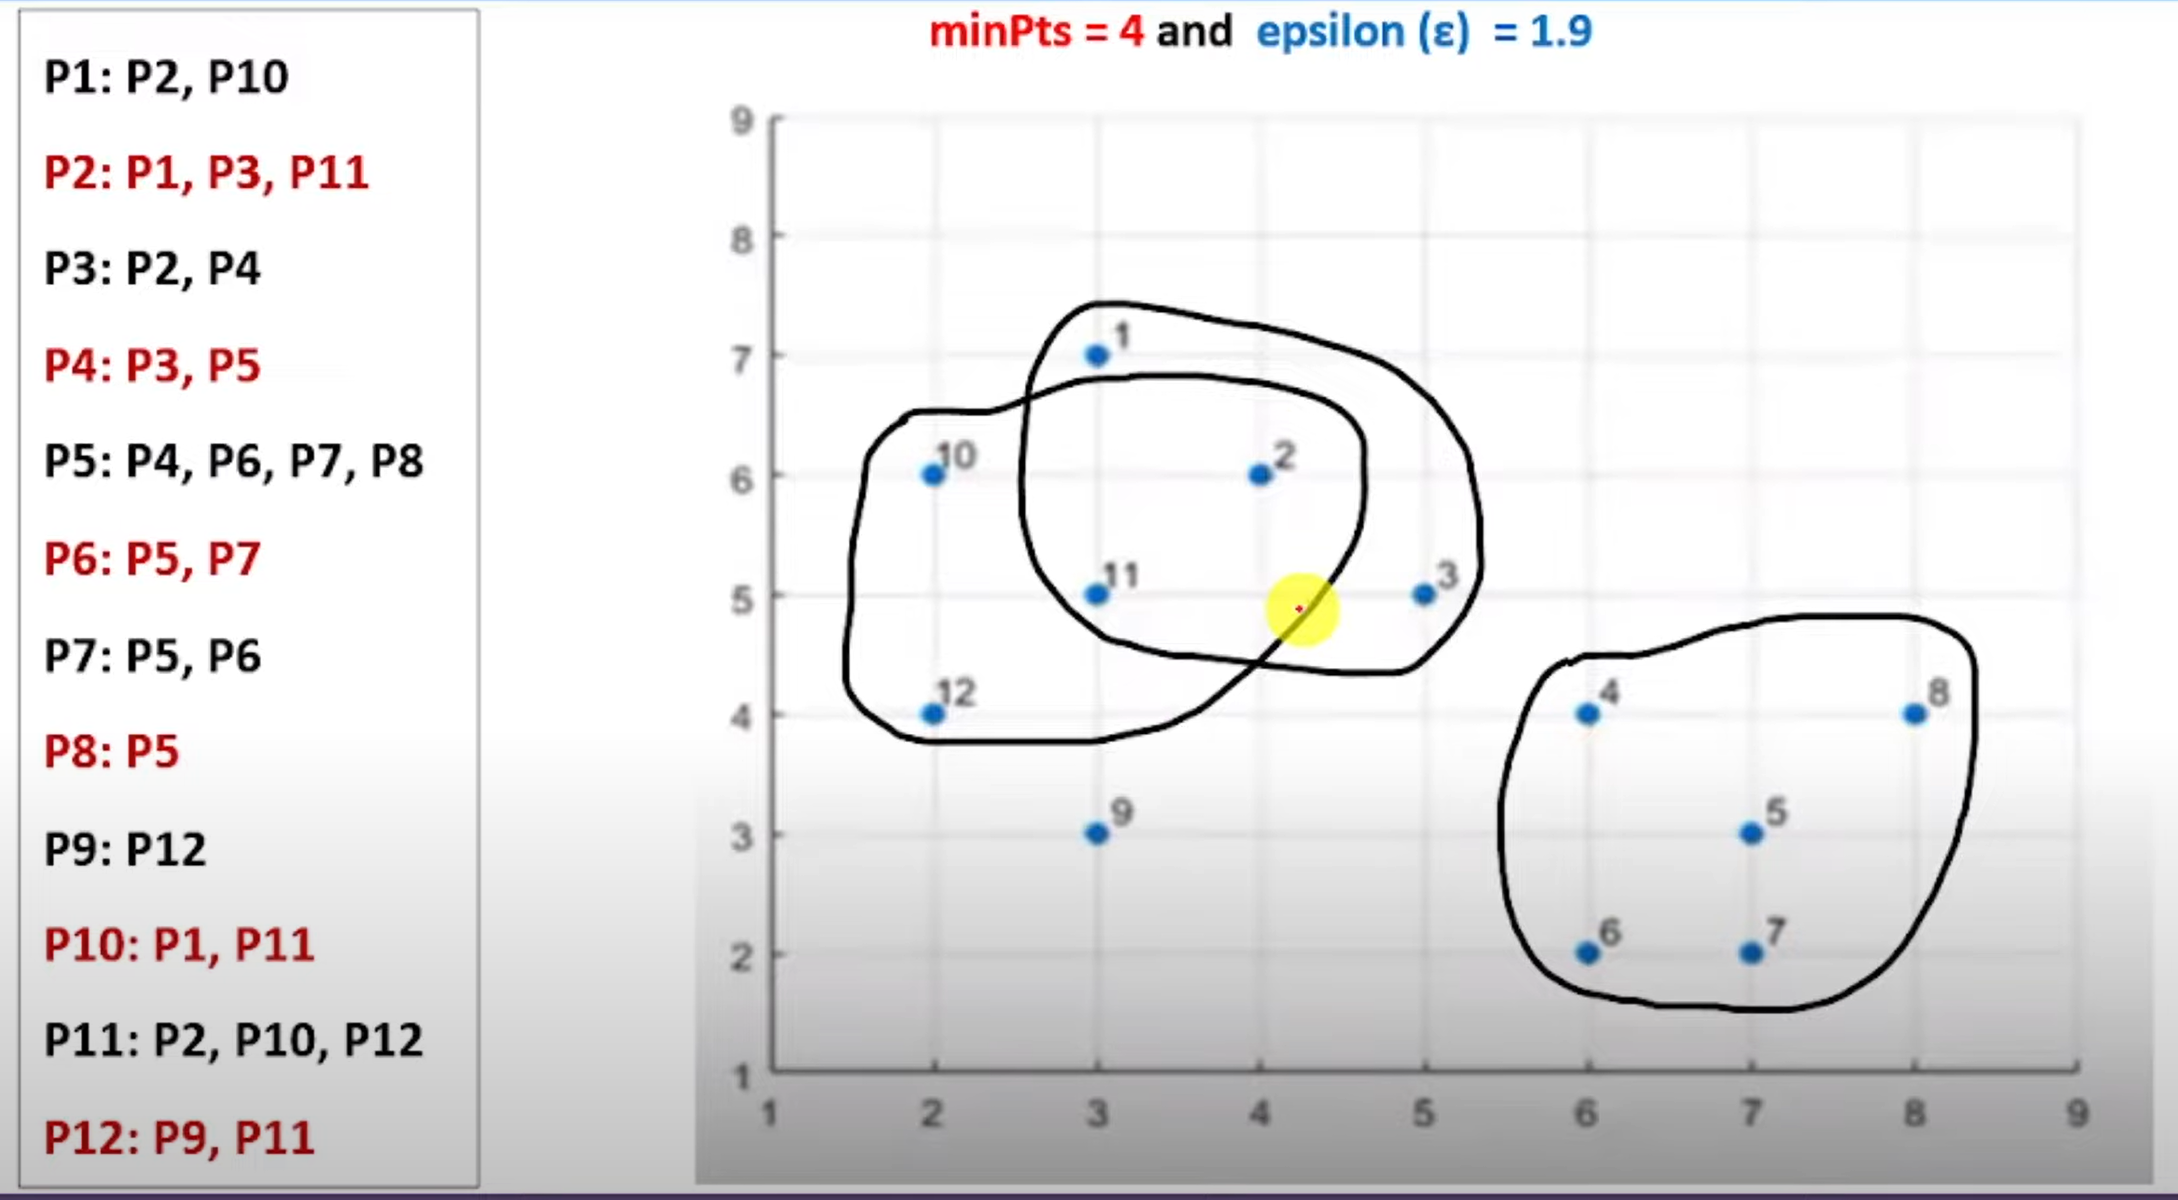 minPts = 4 and epsilon (ε) = 1.9
P1: P2, P10
P2: P1, P3, P11
P3: P2, P4
P4: P3, P5
P5: P4, P6, P7, P8
P6: P5, P7
P7: P5, P6
P8: P5
P9: P12
P10: P1, P11
P11: P2, P10, P12
P12: P9, P11
9
8
7
6
5
4
3
2
1
1
10
2
11
3
12
4
8
9
5
6
7
1 2 3 4 5 6 7 8 9